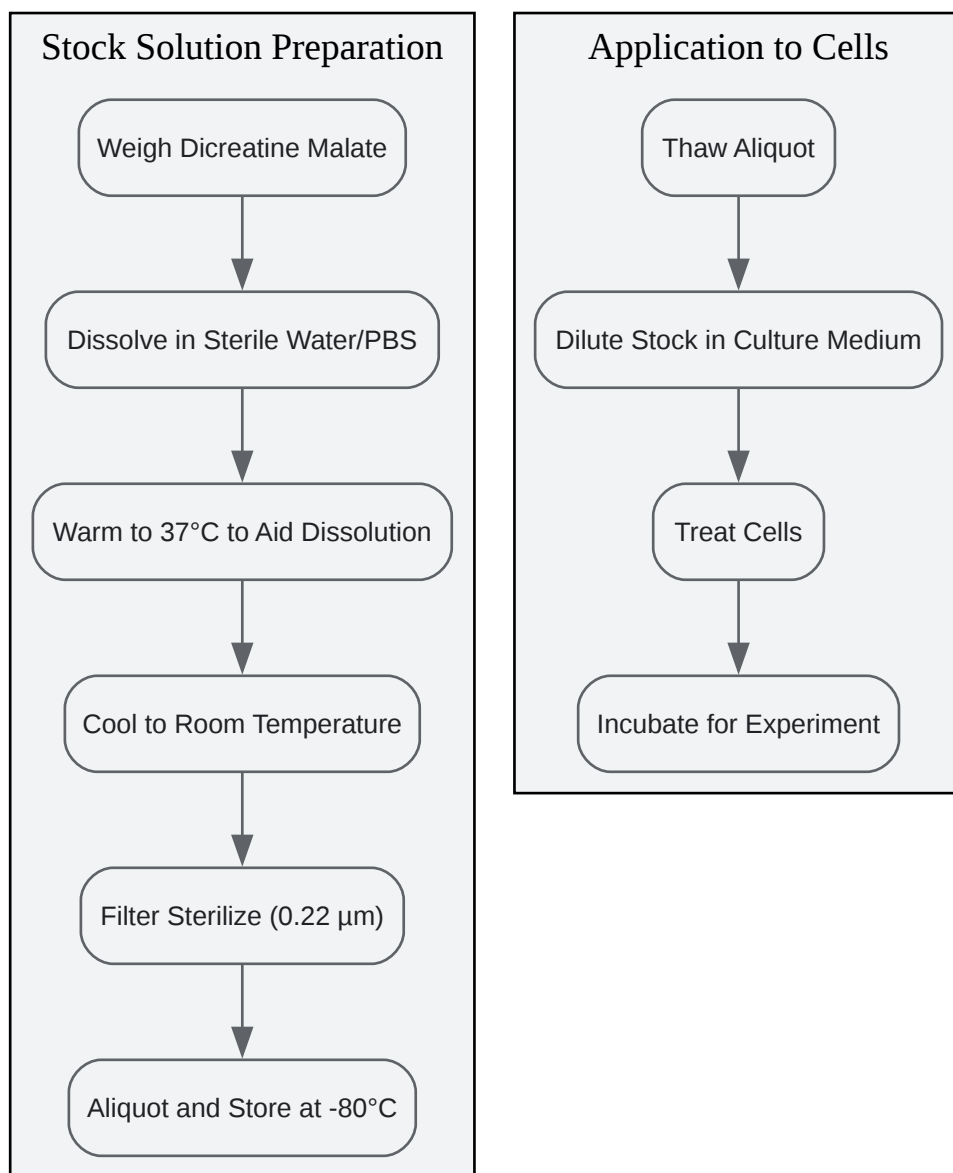 Stock Solution Preparation
Weigh Dicreatine Malate
Dissolve in Sterile Water/PBS
Warm to 37°C to Aid Dissolution
Cool to Room Temperature
Filter Sterilize (0.22 µm)
Aliquot and Store at -80°C
Application to Cells
Thaw Aliquot
Dilute Stock in Culture Medium
Treat Cells
Incubate for Experiment